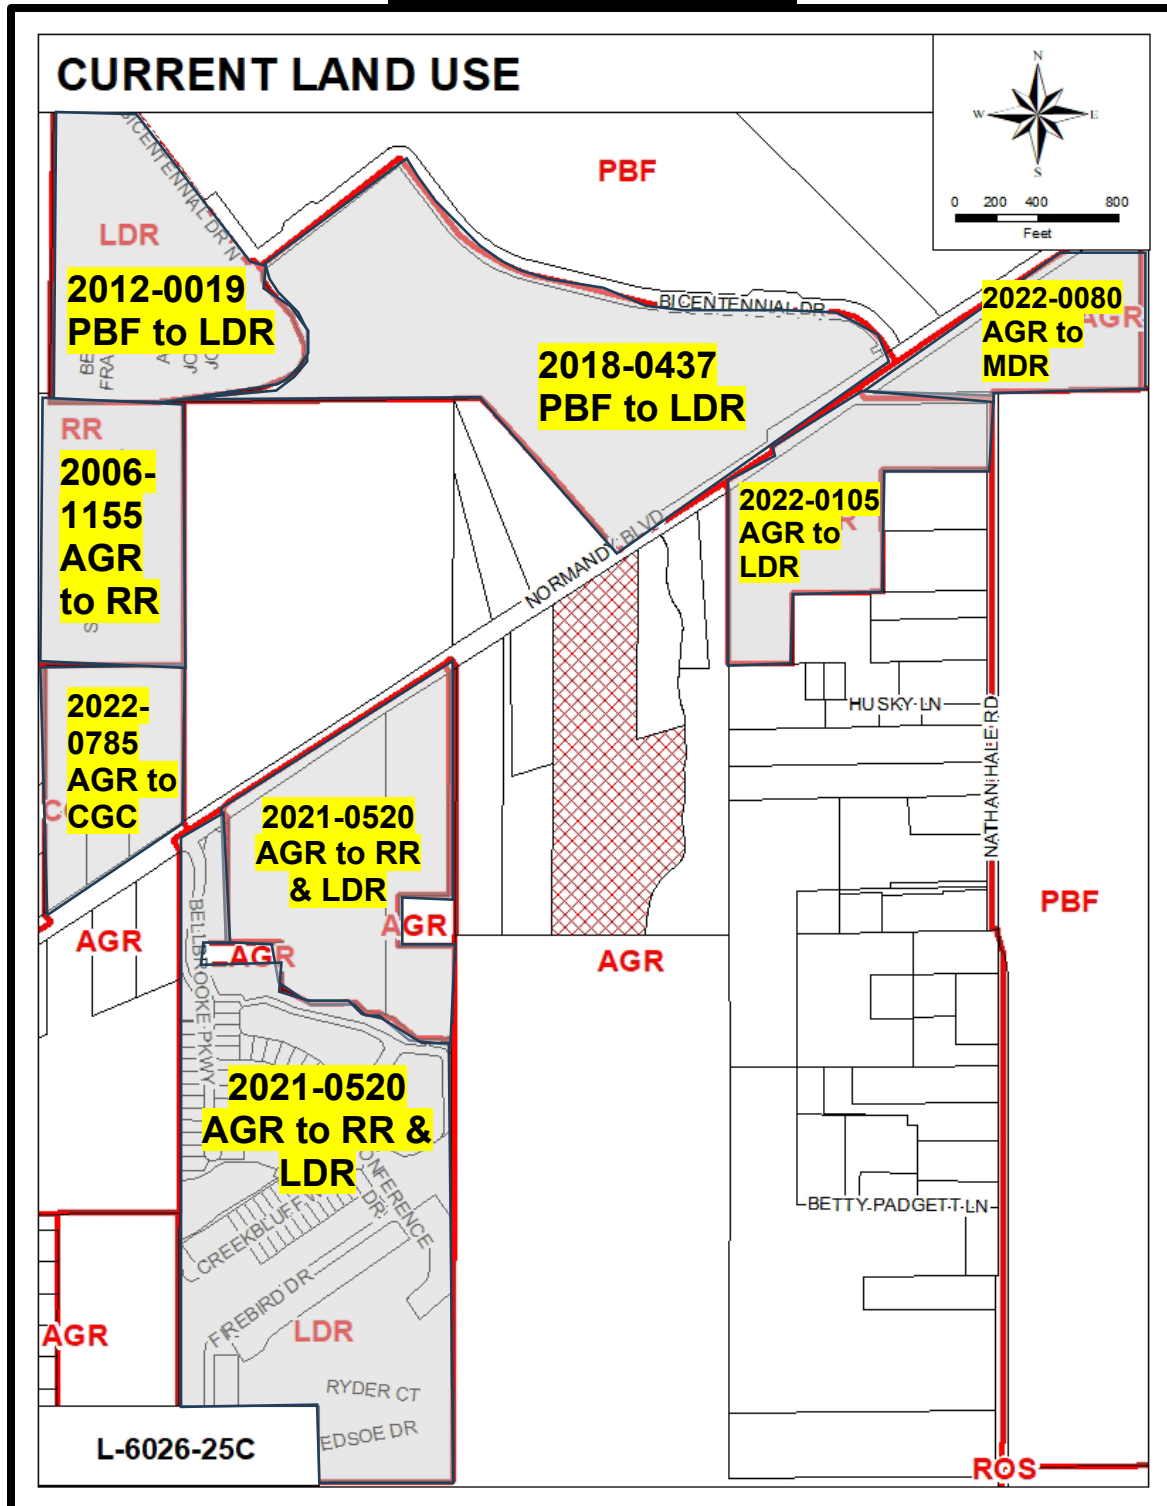 CURRENT LAND USE
N
W E
S
0 200 400 800
Feet
BICENTENNIAL DR N
PBF
LDR
2012-0019
PBF to LDR
BICENTENNIAL DR
2022-0080
AGR to
MDR
AGR
2018-0437
PBF to LDR
RR
2006-
1155
AGR
to RR
2022-0105
AGR to
LDR
NORMANDY BLVD
2022-
0785
AGR to
CGC
HUSKY LN
NATHAN HALE RD
2021-0520
AGR to RR
& LDR
BELLBROOKE PKWY
AGR
AGR
AGR
AGR
PBF
2021-0520
AGR to RR &
LDR
CONFERENCE DR
CREEKBLUFF
BETTY PADGETT LN
FIREBIRD DR
LDR
AGR
RYDER CT
EDSOE DR
L-6026-25C
ROS